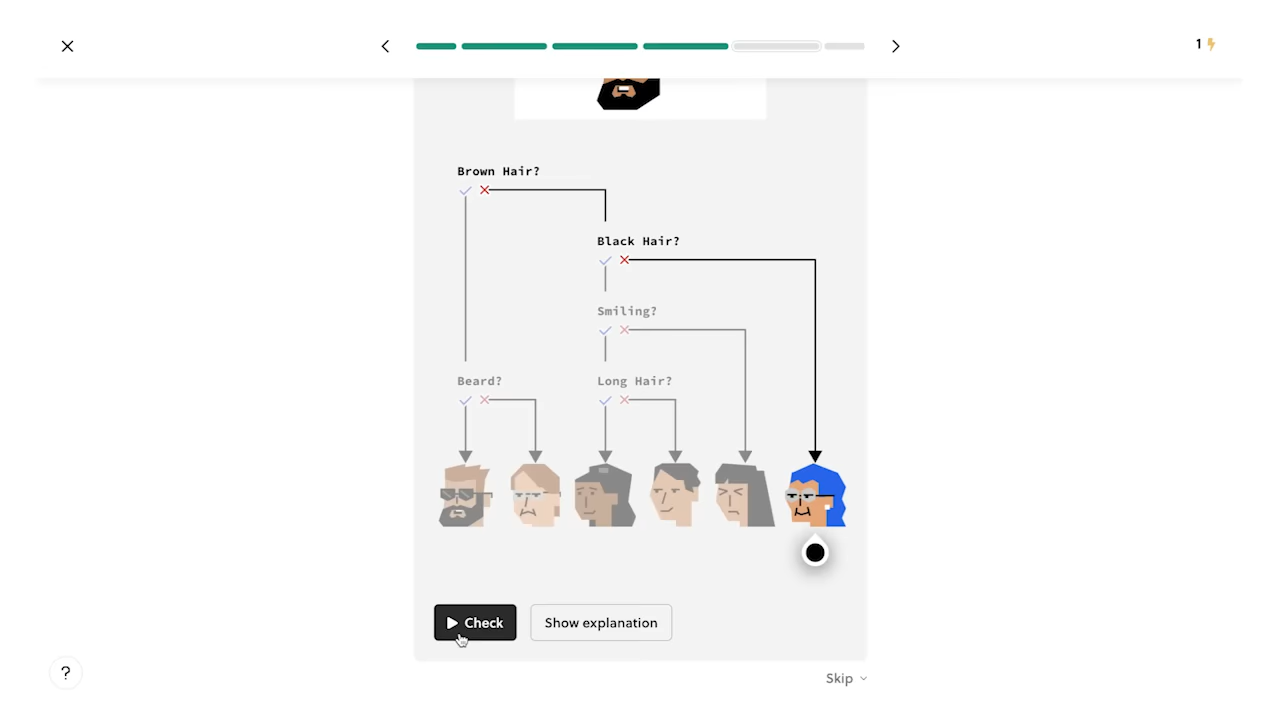 1
Brown Hair?
Black Hair?
Smiling?
Beard?
Long Hair?
Check
Show explanation
?
Skip